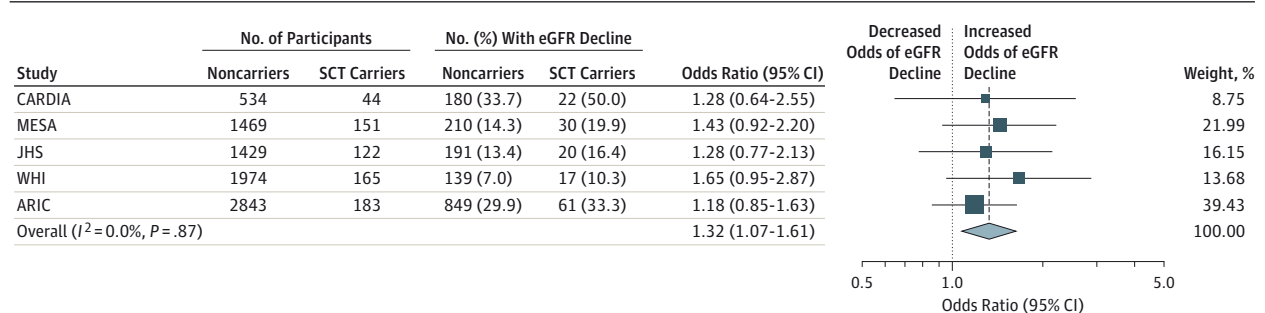 No. of Participants No. (%) With eGFR Decline Decreased Odds of eGFR Decline Increased Odds of eGFR Decline
Study Noncarriers SCT Carriers Noncarriers SCT Carriers Odds Ratio (95% CI) Weight, %
CARDIA 534 44 180 (33.7) 22 (50.0) 1.28 (0.64-2.55) 8.75
MESA 1469 151 210 (14.3) 30 (19.9) 1.43 (0.92-2.20) 21.99
JHS 1429 122 191 (13.4) 20 (16.4) 1.28 (0.77-2.13) 16.15
WHI 1974 165 139 (7.0) 17 (10.3) 1.65 (0.95-2.87) 13.68
ARIC 2843 183 849 (29.9) 61 (33.3) 1.18 (0.85-1.63) 39.43
Overall (I² = 0.0%, P = .87) 1.32 (1.07-1.61) 100.00
0.5 1.0 5.0
Odds Ratio (95% CI)